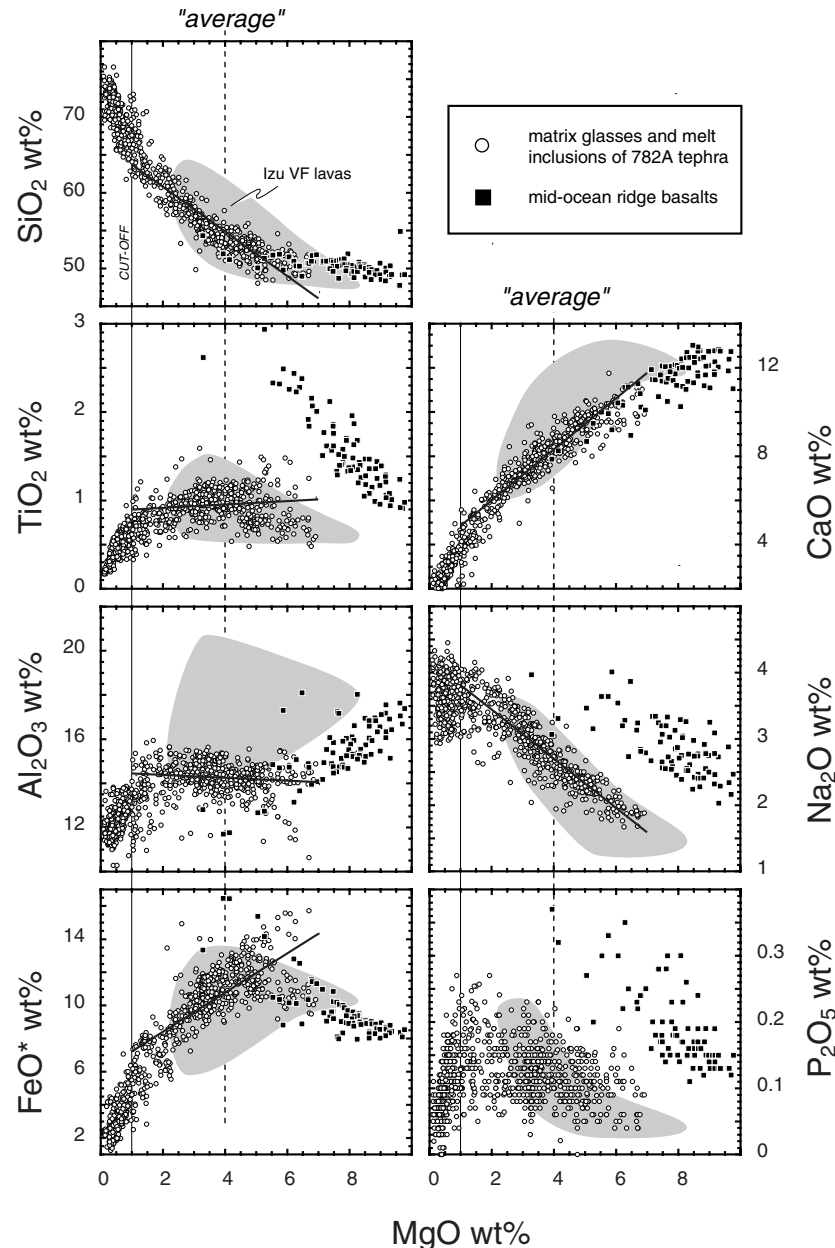 "average"
SiO2 wt%
70
60
50
CUT-OFF
Izu VF lavas
matrix glasses and melt
inclusions of 782A tephra
mid-ocean ridge basalts
TiO2 wt%
3
2
1
0
"average"
12
8
4
CaO wt%
Al2O3 wt%
20
16
12
4
3
2
1
Na2O wt%
FeO* wt%
14
10
6
2
0.3
0.2
0.1
0
P2O5 wt%
0 2 4 6 8
0 2 4 6 8
MgO wt%